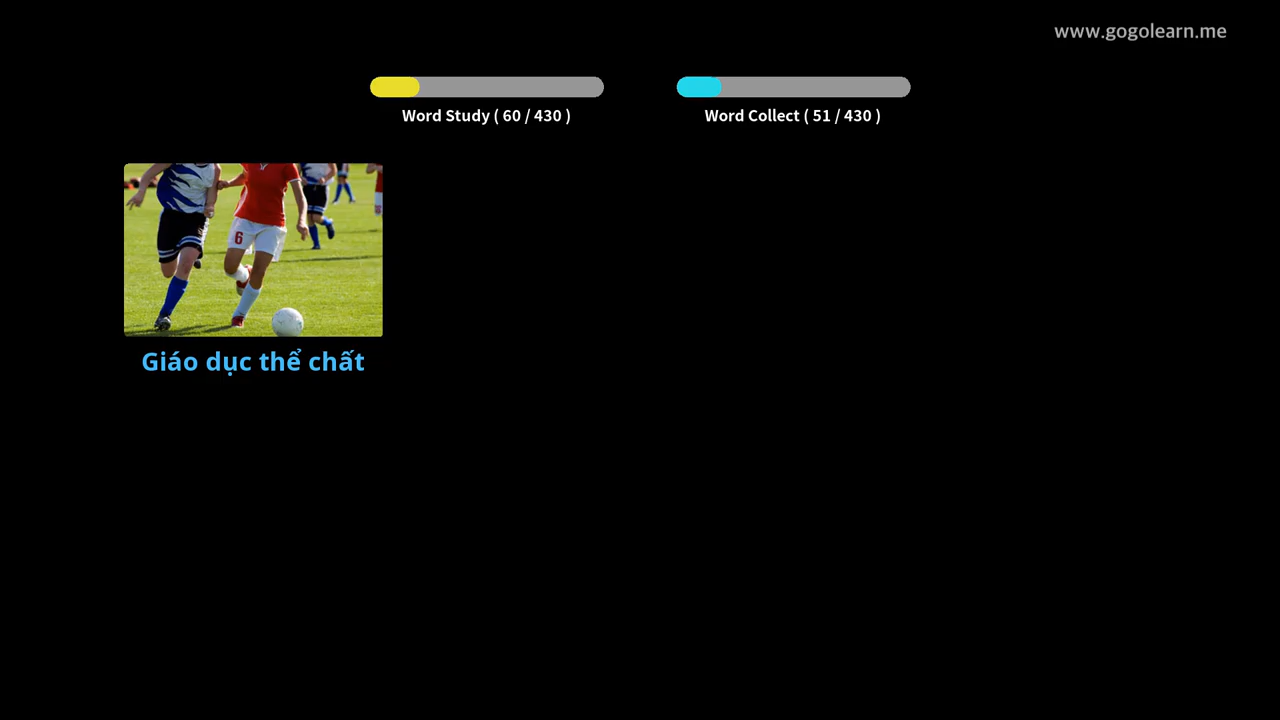 www.gogolearn.me
Word Study ( 60 / 430 )
Word Collect ( 51 / 430 )
6
Giáo dục thể chất